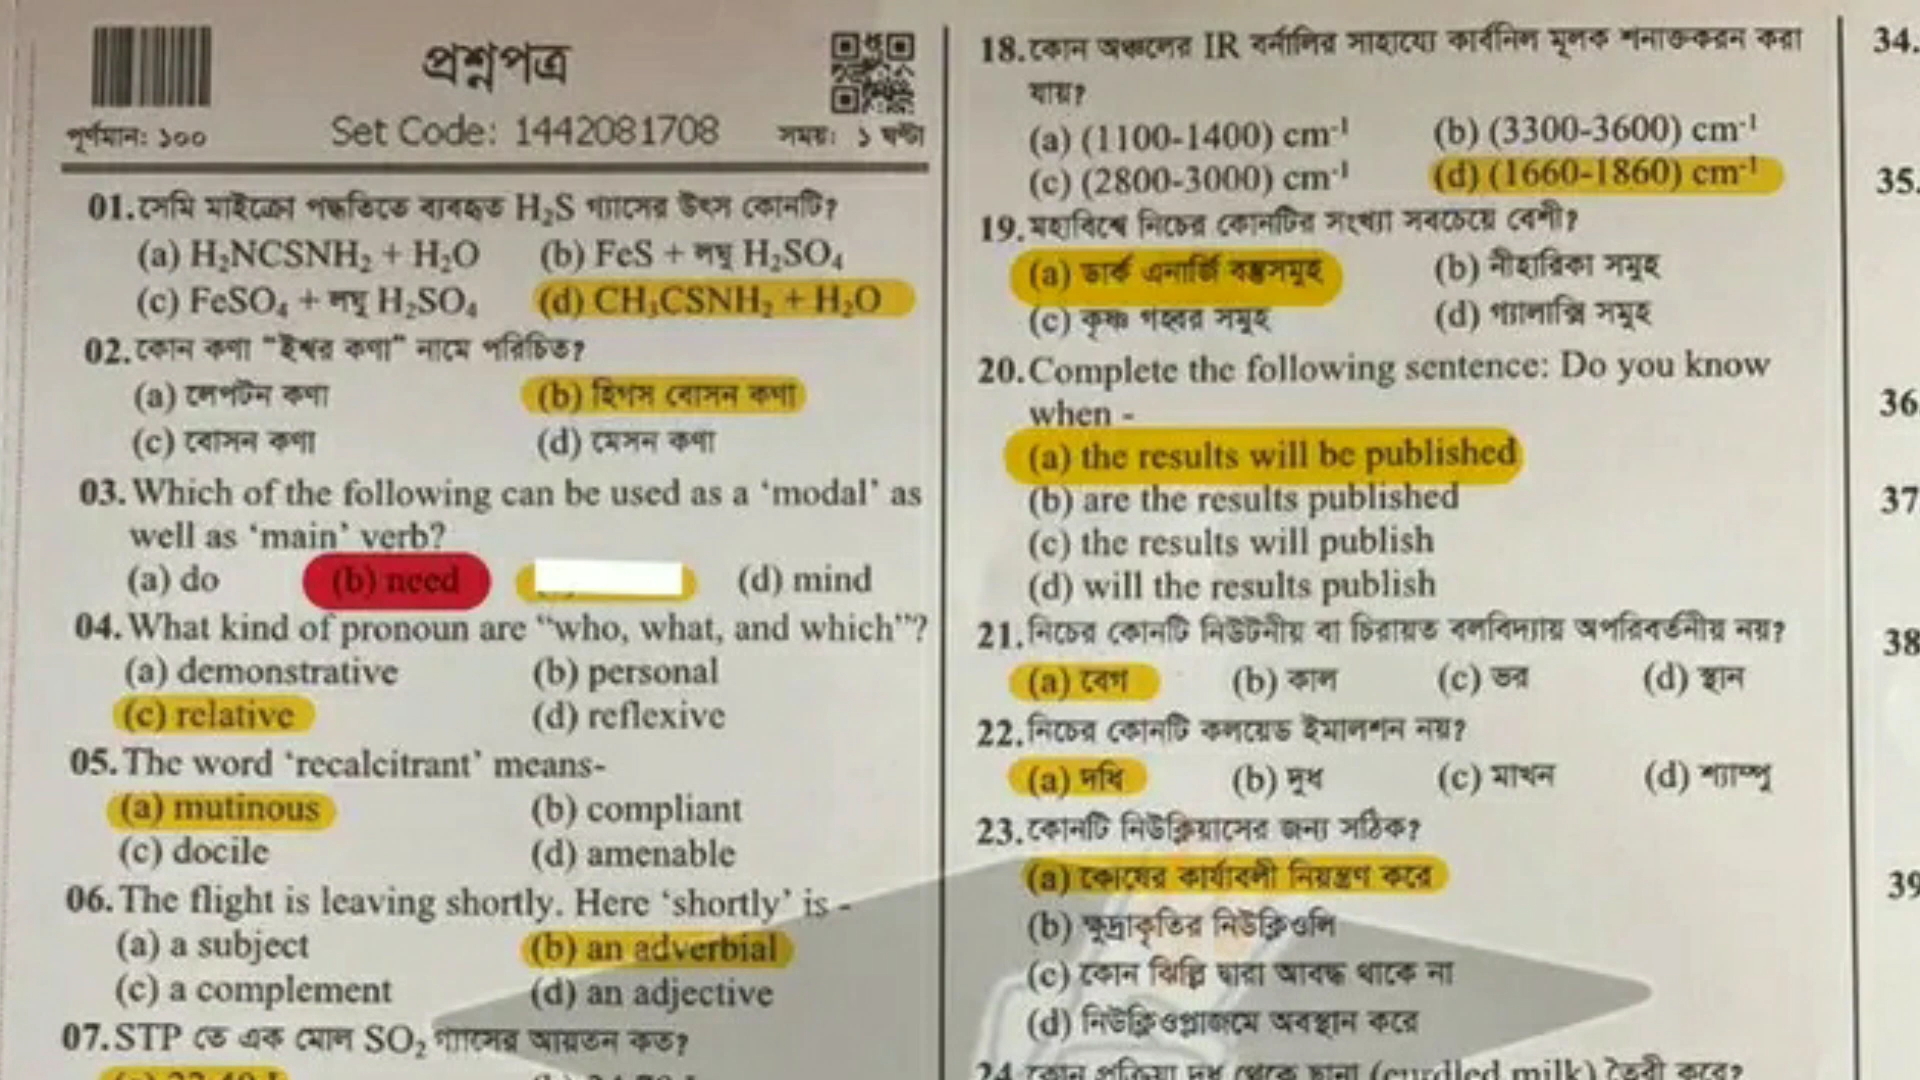 প্রশ্নপত্র
পূর্ণমান: ১০০ Set Code: 1442081708 সময়: ১ ঘণ্টা
01. সেমি মাইক্রো পদ্ধতিতে ব্যবহৃত H₂S গ্যাসের উৎস কোনটি?
(a) H₂NCSNH₂ + H₂O (b) FeS + লঘু H₂SO₄
(c) FeSO₄ + লঘু H₂SO₄ (d) CH₃CSNH₂ + H₂O
02. কোন কণা “ইশ্বর কণা” নামে পরিচিত?
(a) লেপটন কণা (b) হিগস বোসন কণা
(c) বোসন কণা (d) মেসন কণা
03. Which of the following can be used as a ‘modal’ as
well as ‘main’ verb?
(a) do (b) need (d) mind
04. What kind of pronoun are “who, what, and which”?
(a) demonstrative (b) personal
(c) relative (d) reflexive
05. The word ‘recalcitrant’ means-
(a) mutinous (b) compliant
(c) docile (d) amenable
06. The flight is leaving shortly. Here ‘shortly’ is -
(a) a subject (b) an adverbial
(c) a complement (d) an adjective
07. STP তে এক মোল SO₂ গ্যাসের আয়তন কত?
18. কোন অঞ্চলের IR বর্নালির সাহায্যে কার্বনিল মূলক শনাক্তকরন করা
যায়?
(a) (1100-1400) cm⁻¹ (b) (3300-3600) cm⁻¹
(c) (2800-3000) cm⁻¹ (d) (1660-1860) cm⁻¹
19. মহাবিশ্বে নিচের কোনটির সংখ্যা সবচেয়ে বেশী?
(a) ডার্ক এনার্জি বস্তুসমূহ (b) নীহারিকা সমূহ
(c) কৃষ্ণ গহ্বর সমূহ (d) গ্যালাক্সি সমূহ
20. Complete the following sentence: Do you know
when -
(a) the results will be published
(b) are the results published
(c) the results will publish
(d) will the results publish
21. নিচের কোনটি নিউটনীয় বা চিরায়ত বলবিদ্যায় অপরিবর্তনীয় নয়?
(a) বেগ (b) কাল (c) ভর (d) স্থান
22. নিচের কোনটি কলয়েড ইমালশন নয়?
(a) দধি (b) দুধ (c) মাখন (d) শ্যাম্পু
23. কোনটি নিউক্লিয়াসের জন্য সঠিক?
(a) কোষের কার্যাবলী নিয়ন্ত্রণ করে
(b) ক্ষুদ্রাকৃতির নিউক্লিওলি
(c) কোন ঝিল্লি দ্বারা আবদ্ধ থাকে না
(d) নিউক্লিওপ্লাজমে অবস্থান করে
24. কোন প্রক্রিয়া দুধ থেকে ছানা (curdled milk) তৈরী করে?
34.
35.
36
37
38
39